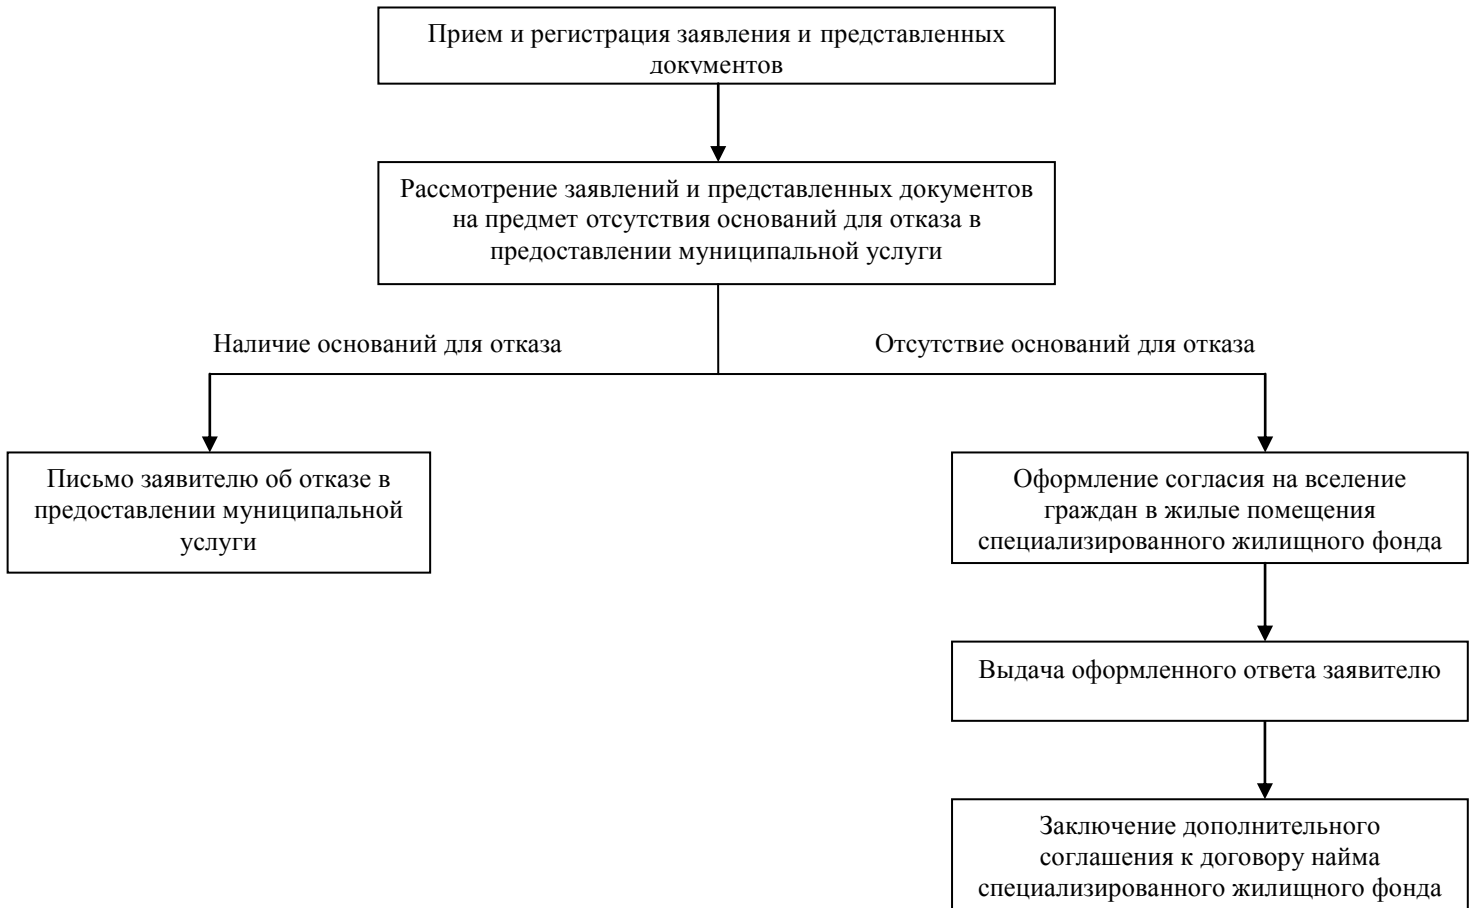 Прием и регистрация заявления и представленных
документов
Рассмотрение заявлений и представленных документов
на предмет отсутствия оснований для отказа в
предоставлении муниципальной услуги
Наличие оснований для отказа
Отсутствие оснований для отказа
Письмо заявителю об отказе в
предоставлении муниципальной
услуги
Оформление согласия на вселение
граждан в жилые помещения
специализированного жилищного фонда
Выдача оформленного ответа заявителю
Заключение дополнительного
соглашения к договору найма
специализированного жилищного фонда